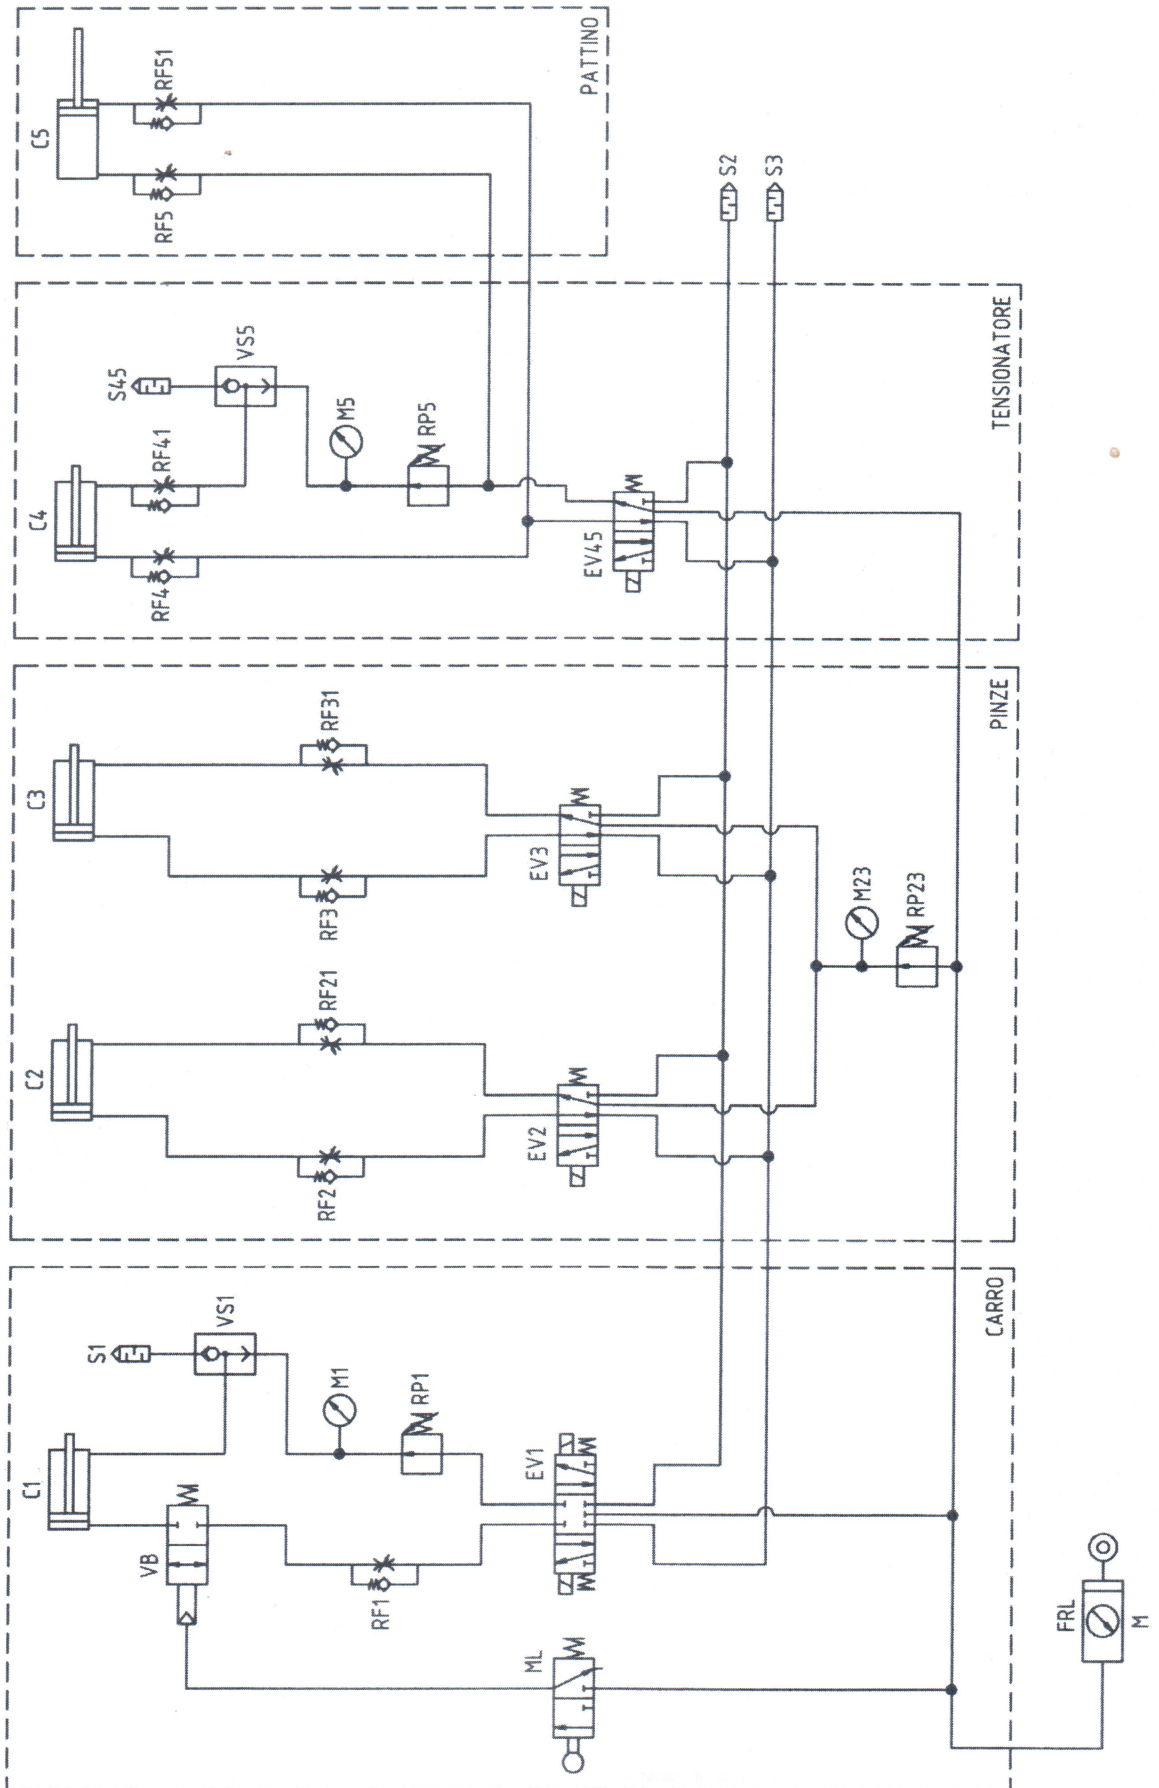 C1
VB
RF1
S1
VS1
M1
RP1
EV1
ML
CARRO
FRL
M
C2
RF2
RF21
EV2
C3
RF3
RF31
EV3
M23
RP23
PINZE
C4
RF4
RF41
S45
VS5
M5
RP5
EV45
TENSIONATORE
C5
RF5
RF51
PATTINO
S2
S3